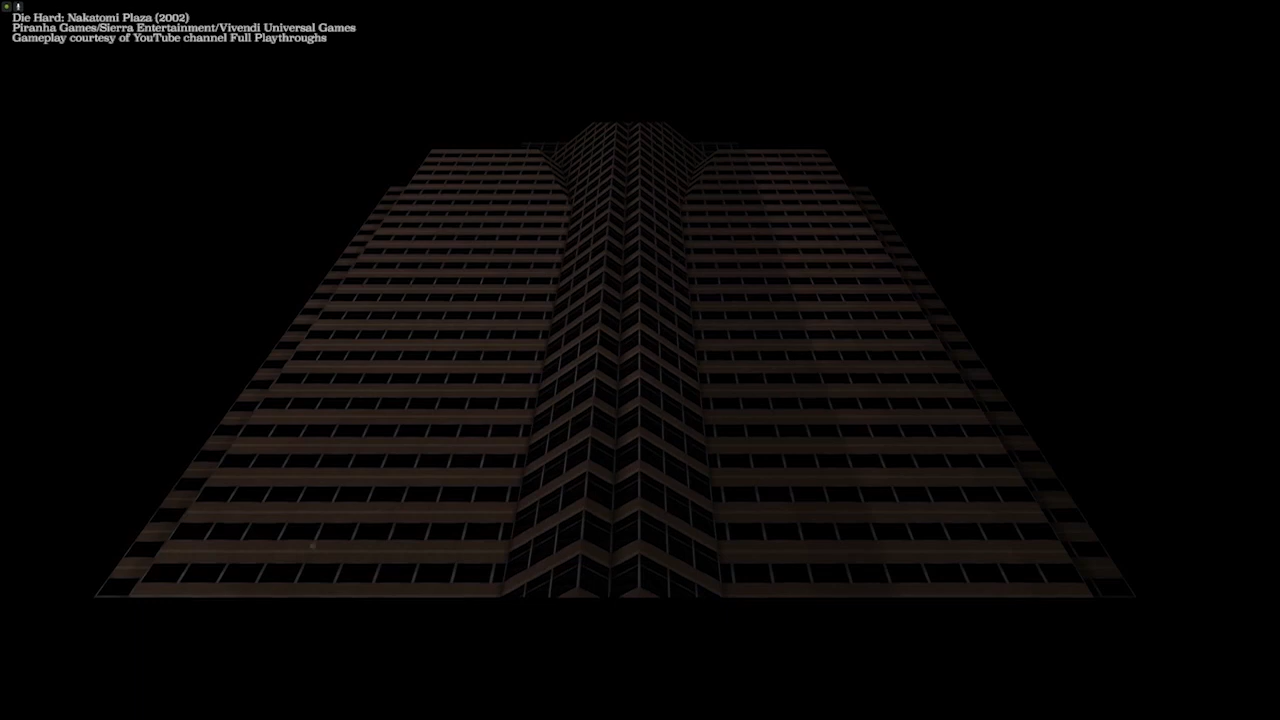 Die Hard: Nakatomi Plaza (2002)
Piranha Games/Sierra Entertainment/Vivendi Universal Games
Gameplay courtesy of YouTube channel Full Playthroughs